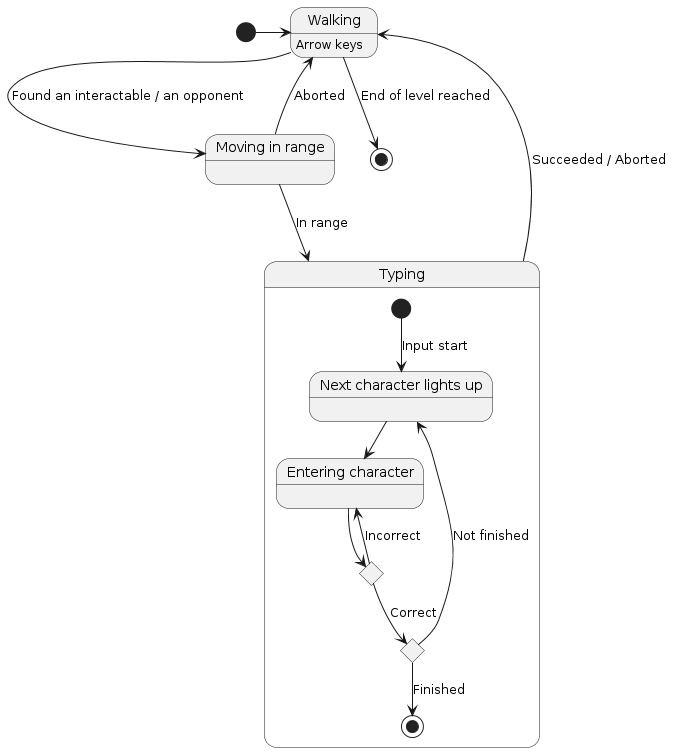 Walking
Arrow keys
Found an interactable / an opponent
Aborted
End of level reached
Moving in range
Succeeded / Aborted
In range
Typing
Input start
Next character lights up
Entering character
Incorrect
Not finished
Correct
Finished